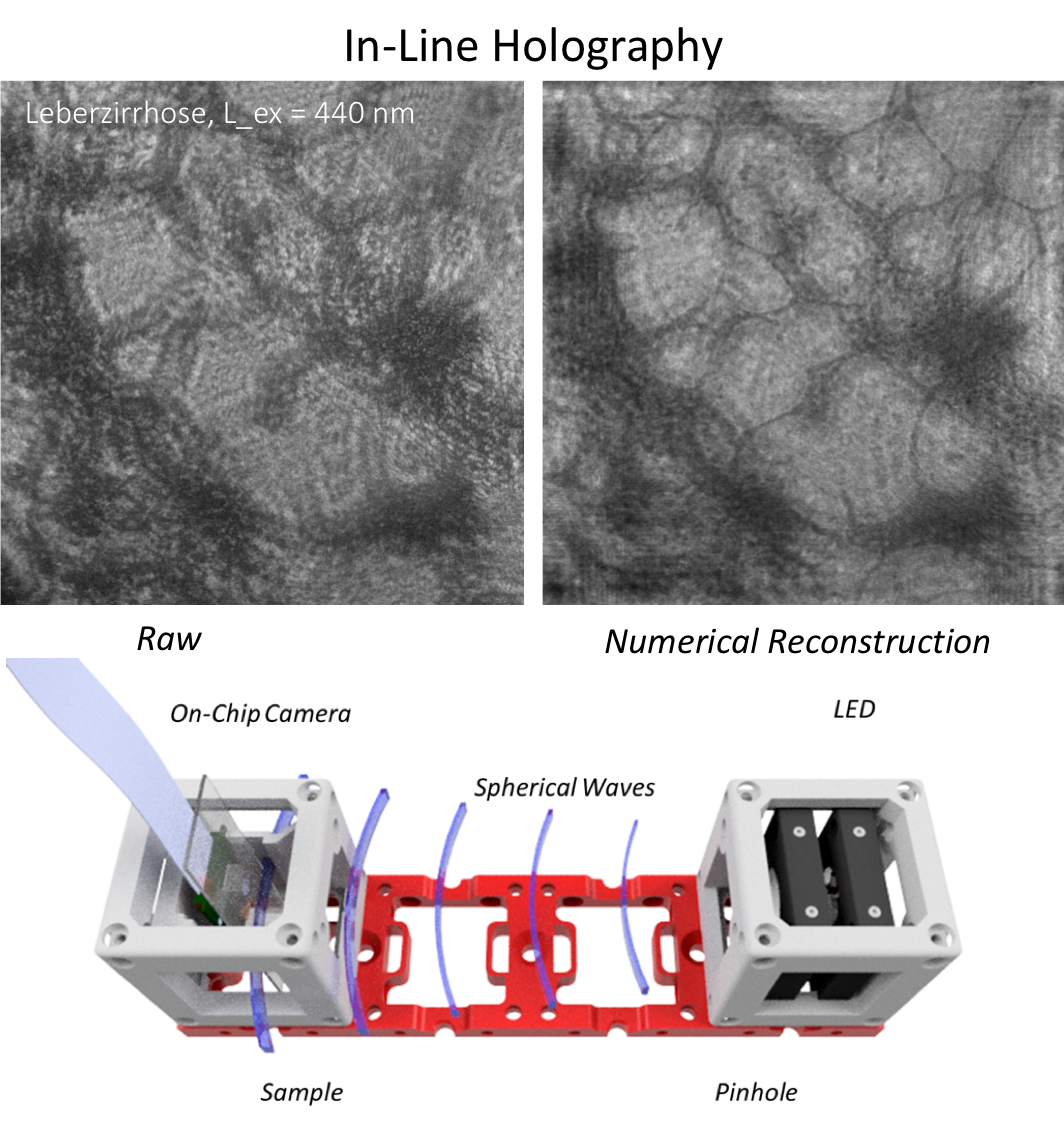 In-Line Holography
Leberzirrhose, L_ex = 440 nm
Raw
Numerical Reconstruction
On-Chip Camera
LED
Spherical Waves
Sample
Pinhole